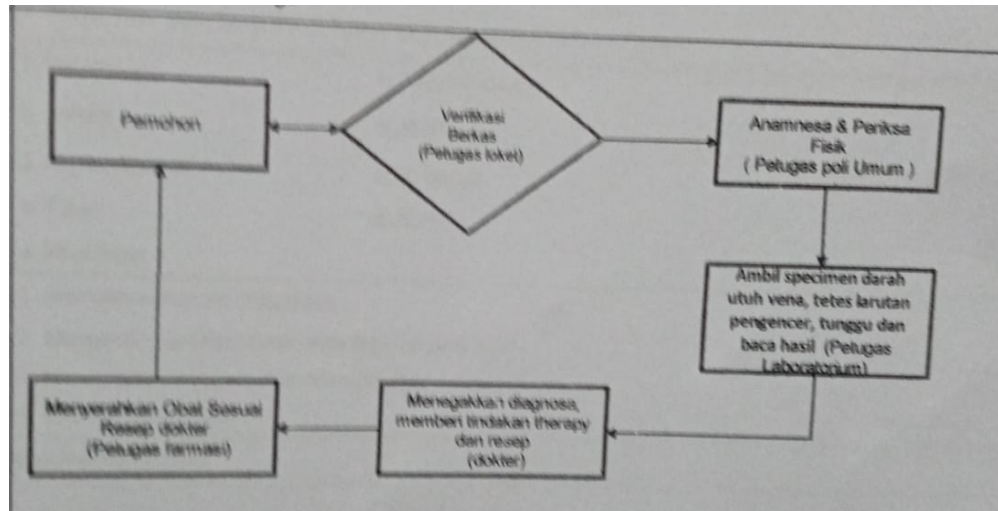 Pemohon
Verifikasi
Berkas
(Petugas loket)
Anamnesa & Periksa
Fisik
( Petugas poli Umum )
Ambil specimen darah
utuh vena, tetes larutan
pengencer, tunggu dan
baca hasil (Petugas
Laboratorium)
Menegakkan diagnosa,
memberi tindakan therapy
dan resep
(dokter)
Menyerahkan Obat Sesuai
Resep dokter
(Petugas farmasi)